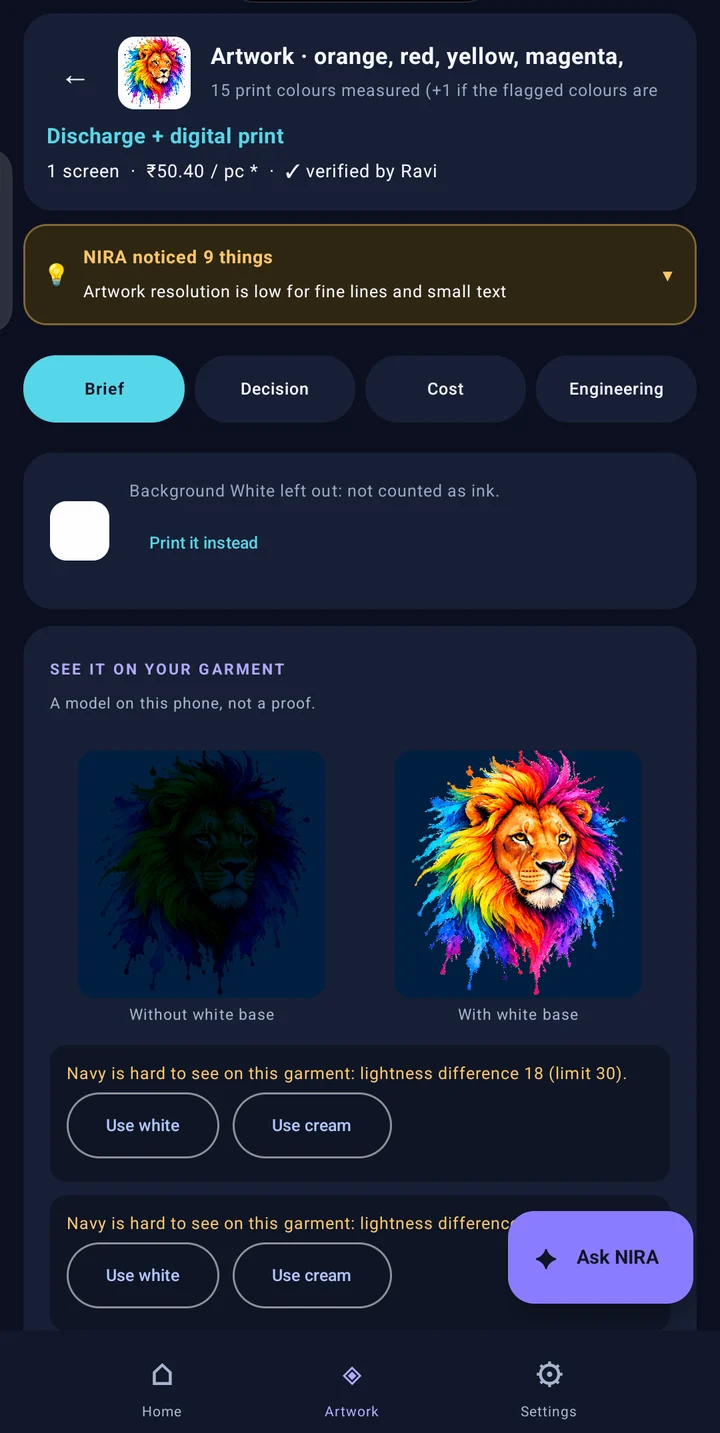 Artwork · orange, red, yellow, magenta,
15 print colours measured (+1 if the flagged colours are
Discharge + digital print
1 screen · ₹50.40 / pc * · ✓ verified by Ravi
NIRA noticed 9 things
Artwork resolution is low for fine lines and small text
Brief
Decision
Cost
Engineering
Background White left out: not counted as ink.
Print it instead
SEE IT ON YOUR GARMENT
A model on this phone, not a proof.
Without white base
With white base
Navy is hard to see on this garment: lightness difference 18 (limit 30).
Use white
Use cream
Navy is hard to see on this garment: lightness difference
Use white
Use cream
Ask NIRA
Home
Artwork
Settings